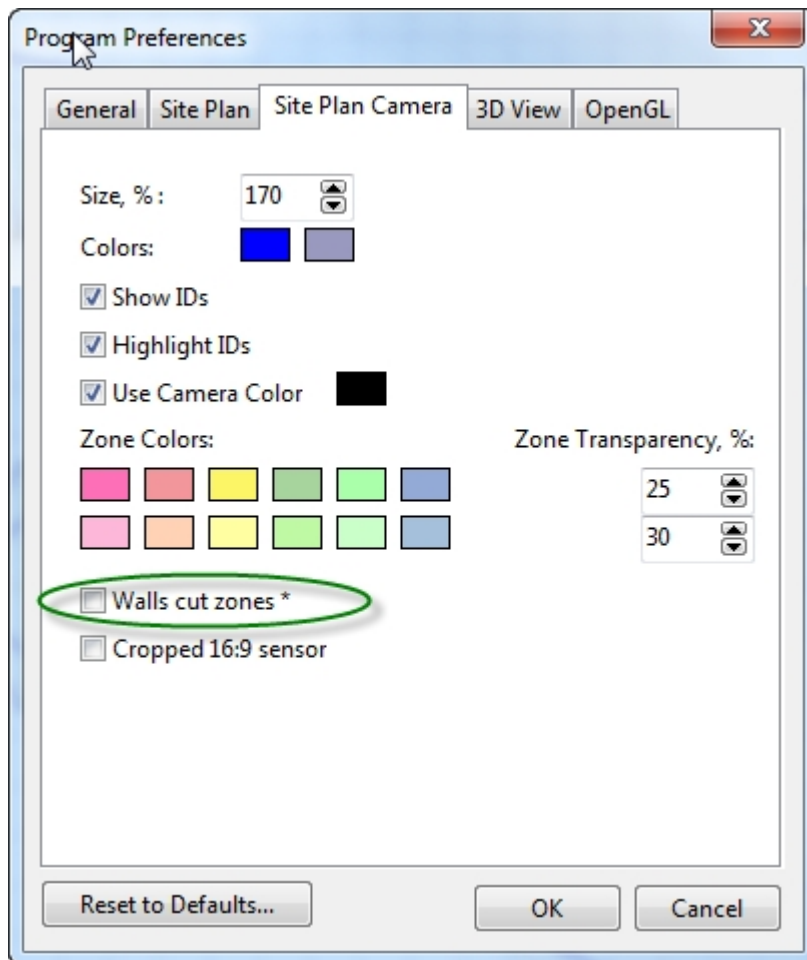 Program Preferences
General Site Plan Site Plan Camera 3D View OpenGL
Size, % : 170
Colors:
Show IDs
Highlight IDs
Use Camera Color
Zone Colors: Zone Transparency, %:
25
30
Walls cut zones *
Cropped 16:9 sensor
Reset to Defaults... OK Cancel